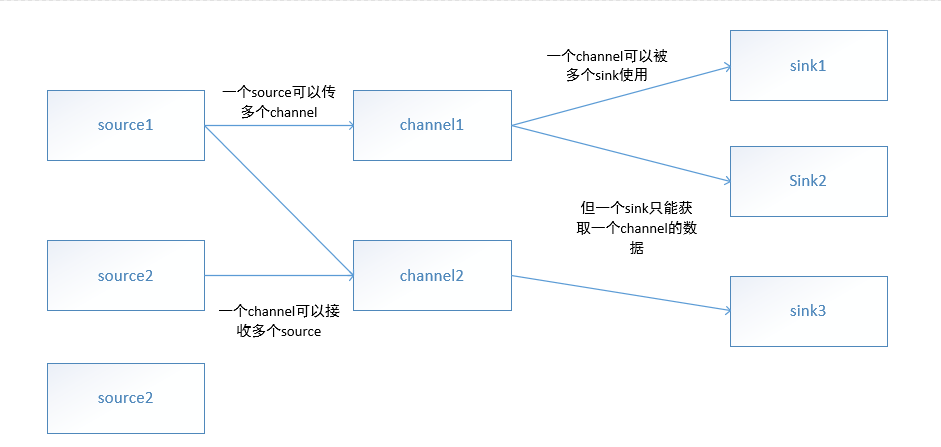 一个channel可以被
多个sink使用
sink1
一个source可以传
多个channel
source1
channel1
Sink2
但一个sink只能获
取一个channel的数
据
source2
channel2
一个channel可以接
收多个source
sink3
source2